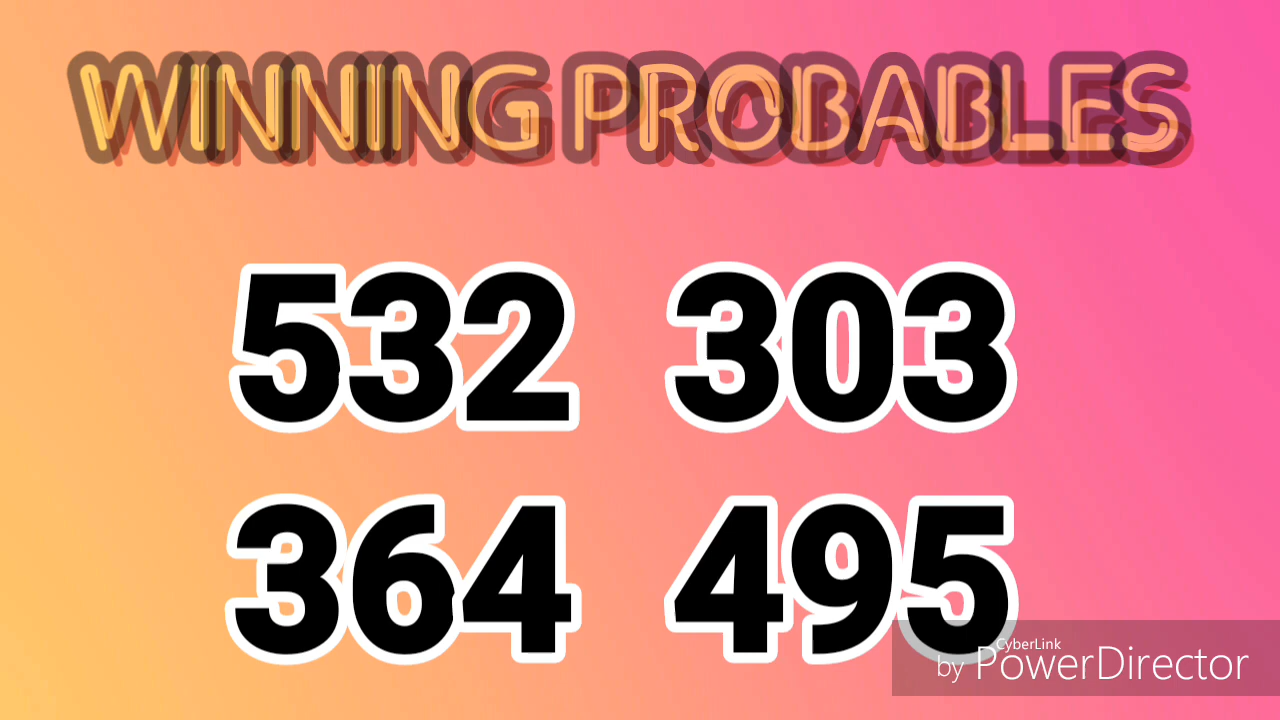 WINNING PROBABLES
532 303
364 495
CyberLink
by PowerDirector